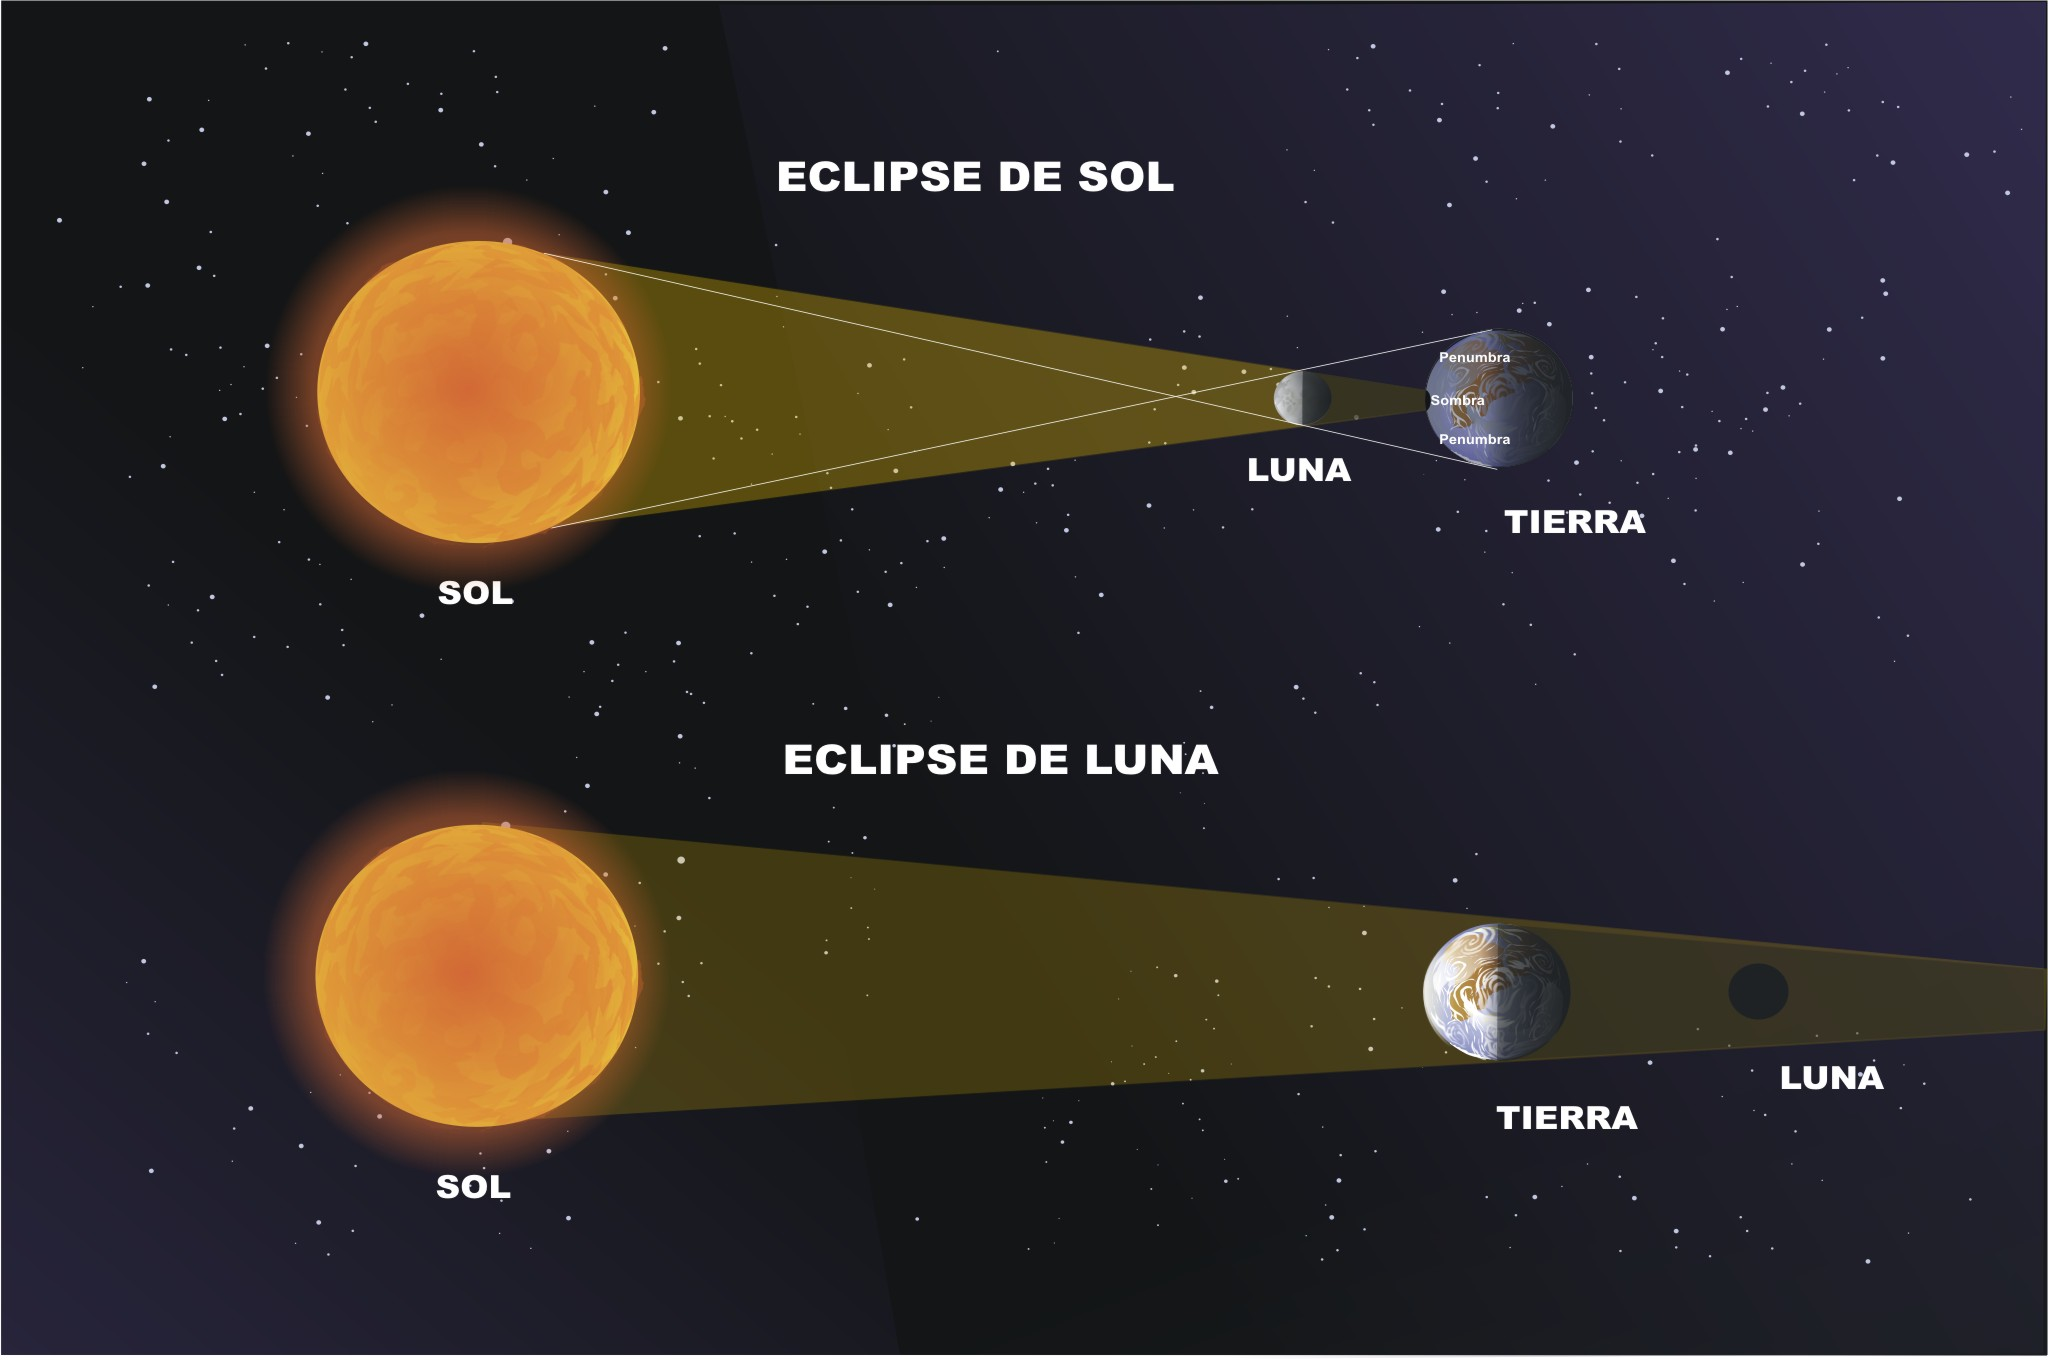 ECLIPSE DE SOL
Penumbra
Sombra
Penumbra
LUNA
TIERRA
SOL
ECLIPSE DE LUNA
LUNA
TIERRA
SOL